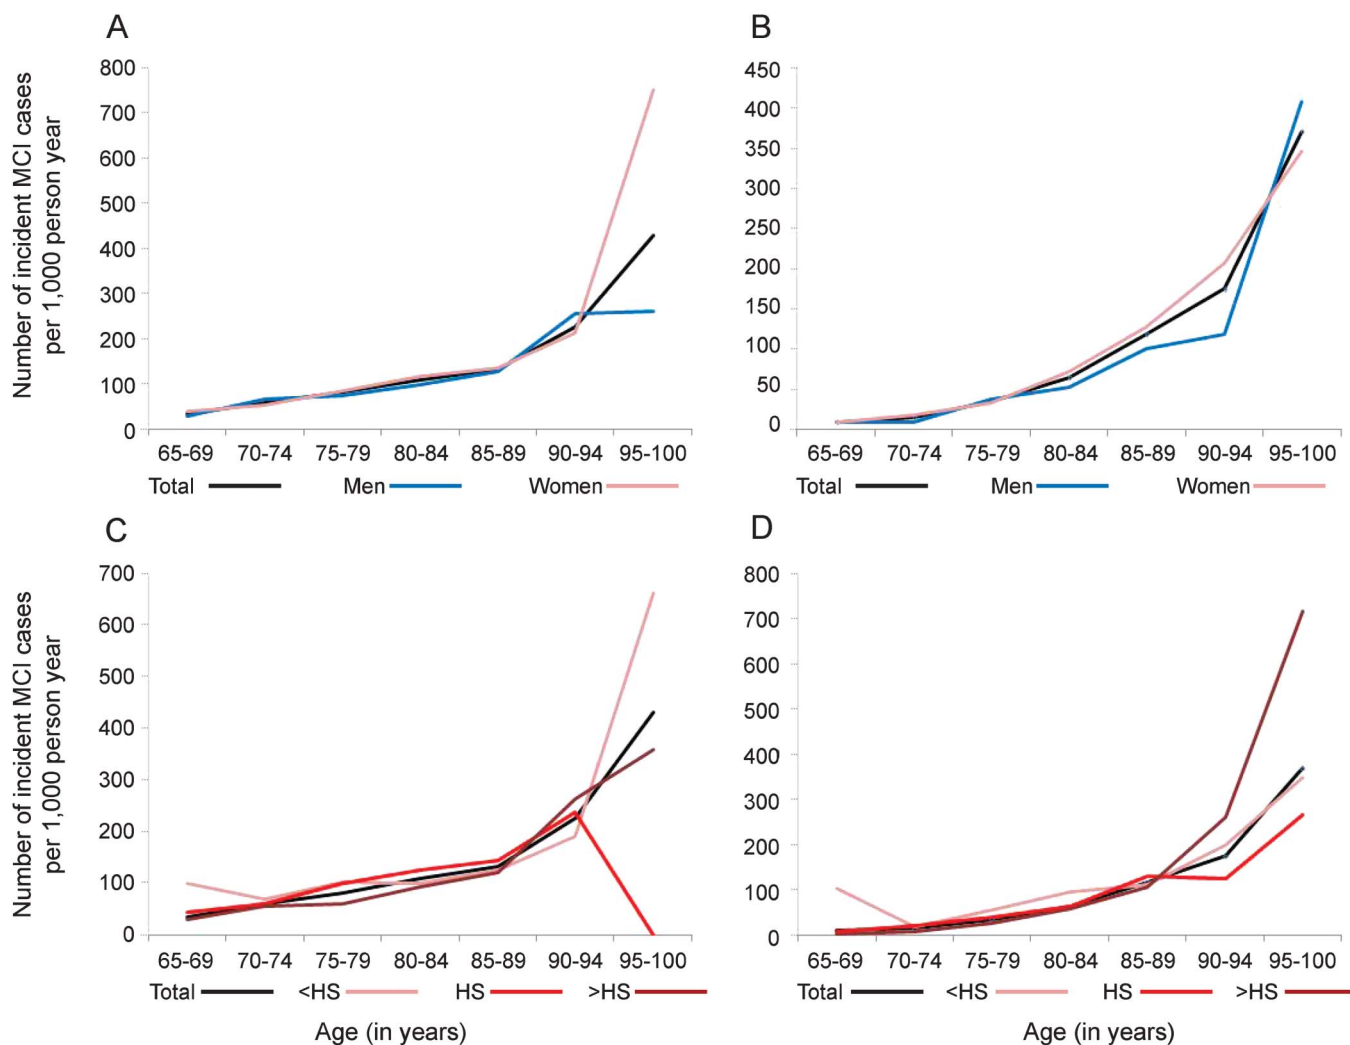 A
Number of incident MCI cases
per 1,000 person year
800
700
600
500
400
300
200
100
0
65-69 70-74 75-79 80-84 85-89 90-94 95-100
Total Men Women
B
450
400
350
300
250
200
150
100
50
0
65-69 70-74 75-79 80-84 85-89 90-94 95-100
Total Men Women
C
Number of incident MCI cases
per 1,000 person year
700
600
500
400
300
200
100
0
65-69 70-74 75-79 80-84 85-89 90-94 95-100
Total <HS HS >HS
Age (in years)
D
800
700
600
500
400
300
200
100
0
65-69 70-74 75-79 80-84 85-89 90-94 95-100
Total <HS HS >HS
Age (in years)